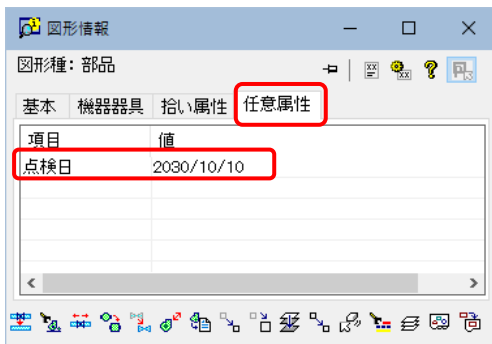 図形情報
図形種：部品
基本 機器器具 拾い属性 任意属性
項目 値
点検日 2030/10/10